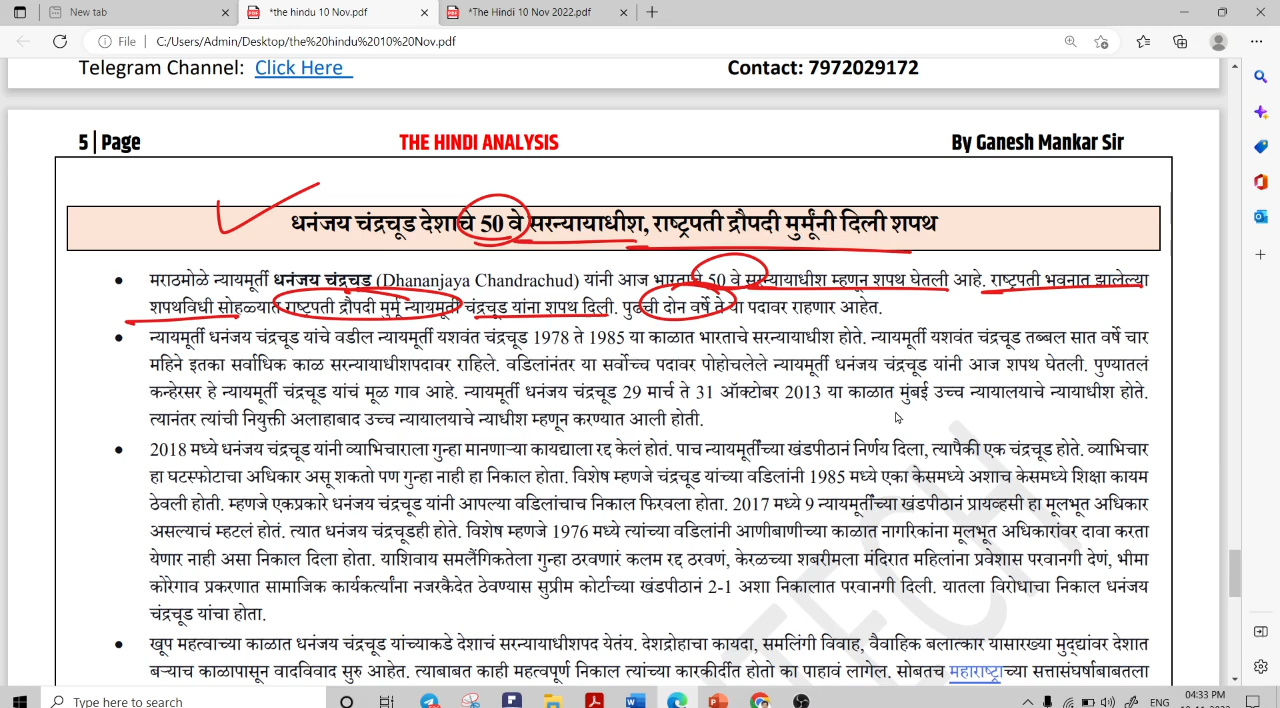 New tab
*the hindu 10 Nov.pdf
*The Hindi 10 Nov 2022.pdf
File
C:/Users/Admin/Desktop/the%20hindu%2010%20Nov.pdf
Telegram Channel: Click Here
Contact: 7972029172
5 | Page
THE HINDI ANALYSIS
By Ganesh Mankar Sir
धनंजय चंद्रचूड देशाचे 50 वे सरन्यायाधीश, राष्ट्रपती द्रौपदी मुर्मूंनी दिली शपथ
मराठमोळे न्यायमूर्ती धनंजय चंद्रचूड (Dhananjaya Chandrachud) यांनी आज भारताचे 50 वे सरन्यायाधीश म्हणून शपथ घेतली आहे. राष्ट्रपती भवनात झालेल्या
शपथविधी सोहळ्यात राष्ट्रपती द्रौपदी मुर्मू न्यायमूर्ती चंद्रचूड यांना शपथ दिली. पुढची दोन वर्षे ते या पदावर राहणार आहेत.
न्यायमूर्ती धनंजय चंद्रचूड यांचे वडील न्यायमूर्ती यशवंत चंद्रचूड 1978 ते 1985 या काळात भारताचे सरन्यायाधीश होते. न्यायमूर्ती यशवंत चंद्रचूड तब्बल सात वर्षे चार
महिने इतका सर्वाधिक काळ सरन्यायाधीशपदावर राहिले. वडिलांनंतर या सर्वोच्च पदावर पोहोचलेले न्यायमूर्ती धनंजय चंद्रचूड यांनी आज शपथ घेतली. पुण्यातलं
कन्हेरसर हे न्यायमूर्ती चंद्रचूड यांचं मूळ गाव आहे. न्यायमूर्ती धनंजय चंद्रचूड 29 मार्च ते 31 ऑक्टोबर 2013 या काळात मुंबई उच्च न्यायालयाचे न्यायाधीश होते.
त्यानंतर त्यांची नियुक्ती अलाहाबाद उच्च न्यायालयाचे न्याधीश म्हणून करण्यात आली होती.
2018 मध्ये धनंजय चंद्रचूड यांनी व्याभिचाराला गुन्हा मानणाऱ्या कायद्याला रद्द केलं होतं. पाच न्यायमूर्तींच्या खंडपीठानं निर्णय दिला, त्यापैकी एक चंद्रचूड होते. व्याभिचार
हा घटस्फोटाचा अधिकार असू शकतो पण गुन्हा नाही हा निकाल होता. विशेष म्हणजे चंद्रचूड यांच्या वडिलांनी 1985 मध्ये एका केसमध्ये अशाच केसमध्ये शिक्षा कायम
ठेवली होती. म्हणजे एकप्रकारे धनंजय चंद्रचूड यांनी आपल्या वडिलांचाच निकाल फिरवला होता. 2017 मध्ये 9 न्यायमूर्तींच्या खंडपीठानं प्रायव्हसी हा मूलभूत अधिकार
असल्याचं म्हटलं होतं. त्यात धनंजय चंद्रचूडही होते. विशेष म्हणजे 1976 मध्ये त्यांच्या वडिलांनी आणीबाणीच्या काळात नागरिकांना मूलभूत अधिकारांवर दावा करता
येणार नाही असा निकाल दिला होता. याशिवाय समलैंगिकतेला गुन्हा ठरवणारं कलम रद्द ठरवणं, केरळच्या शबरीमला मंदिरात महिलांना प्रवेशास परवानगी देणं, भीमा
कोरेगाव प्रकरणात सामाजिक कार्यकर्त्यांना नजरकैदेत ठेवण्यास सुप्रीम कोर्टाच्या खंडपीठानं 2-1 अशा निकालात परवानगी दिली. यातला विरोधाचा निकाल धनंजय
चंद्रचूड यांचा होता.
खूप महत्वाच्या काळात धनंजय चंद्रचूड यांच्याकडे देशाचं सरन्यायाधीशपद येतंय. देशद्रोहाचा कायदा, समलिंगी विवाह, वैवाहिक बलात्कार यासारख्या मुद्द्यांवर देशात
बऱ्याच काळापासून वादविवाद सुरु आहेत. त्याबाबत काही महत्वपूर्ण निकाल त्यांच्या कारकीर्दीत होतो का पाहावं लागेल. सोबतच महाराष्ट्राच्या सत्तासंघर्षाबाबतला
TECH
Type here to search
ENG
04:33 PM